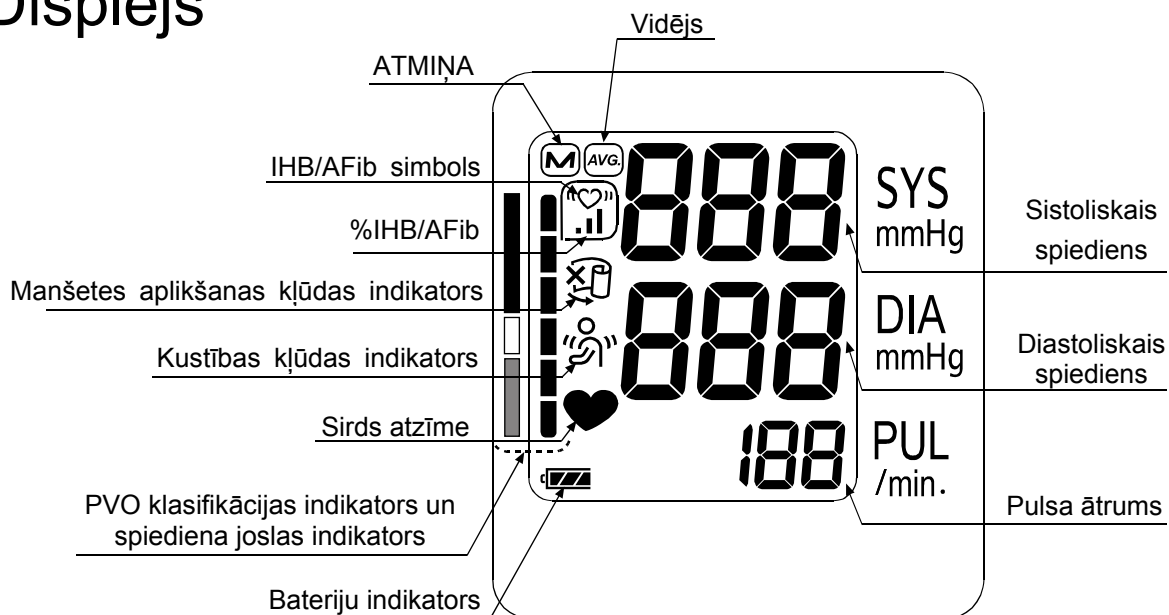 Displejs
Vidējs
ATMIŅA
IHB/AFib simbols
%IHB/AFib
Manšetes aplikšanas kļūdas indikators
Kustības kļūdas indikators
Sirds atzīme
PVO klasifikācijas indikators un
spiediena joslas indikators
Bateriju indikators
M AVG.
888
SYS
mmHg
888
DIA
mmHg
188
PUL
/min.
Sistoliskais
spiediens
Diastoliskais
spiediens
Pulsa ātrums